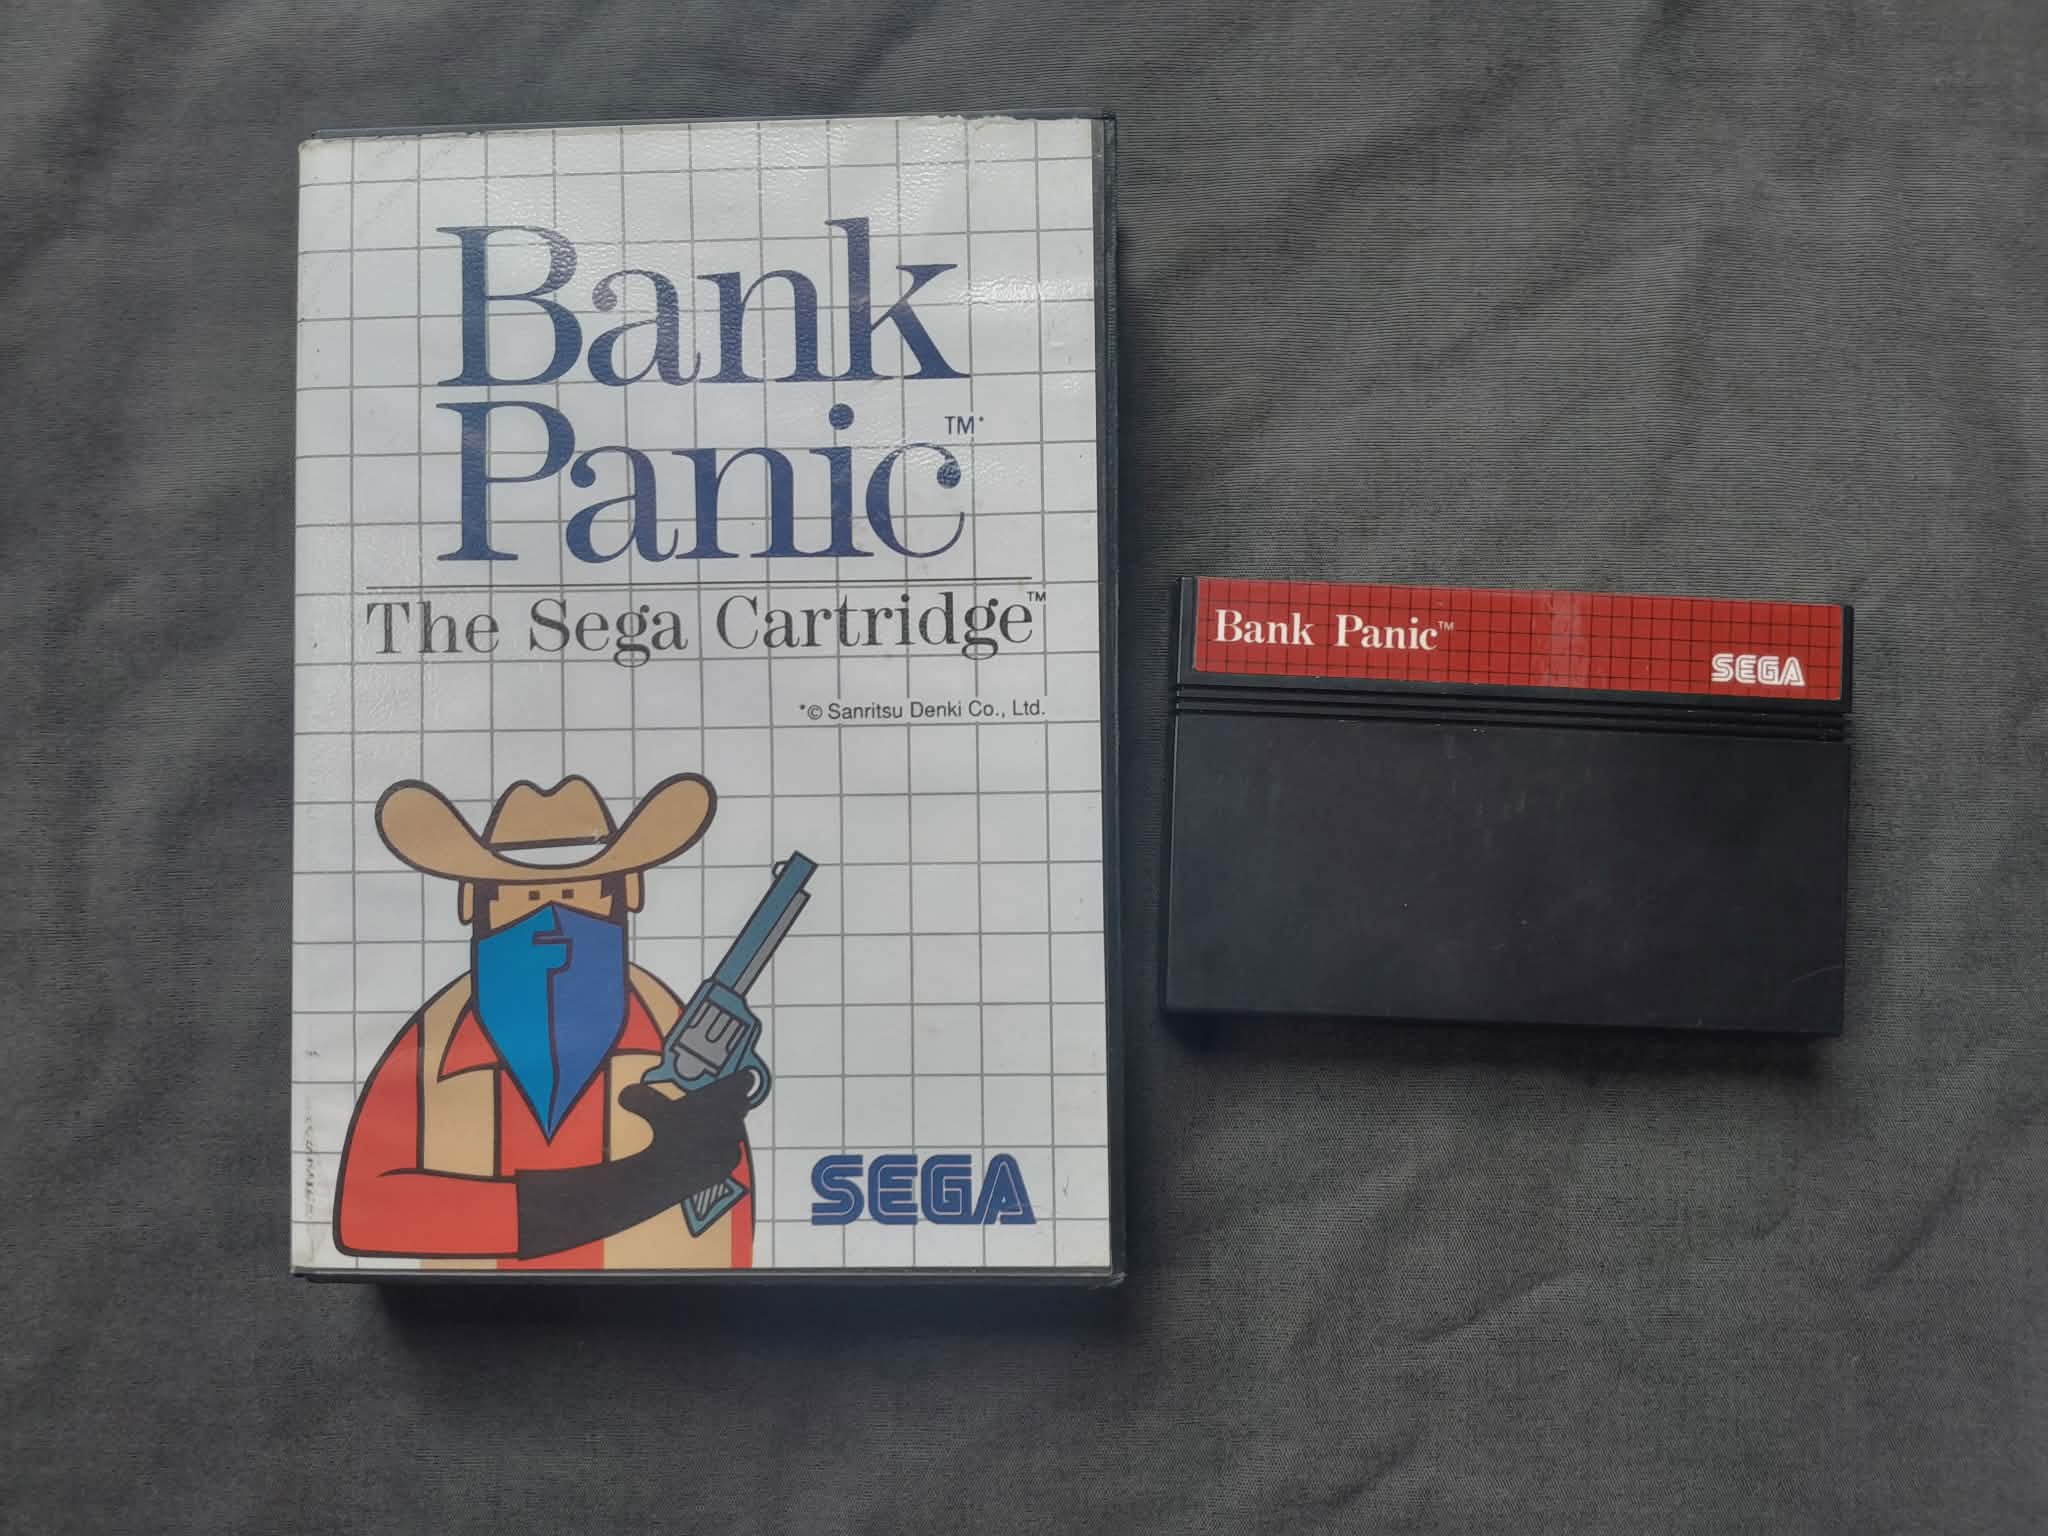 Bank
Panic™*
The Sega Cartridge™
*© Sanritsu Denki Co., Ltd.
SEGA
Bank Panic™
SEGA